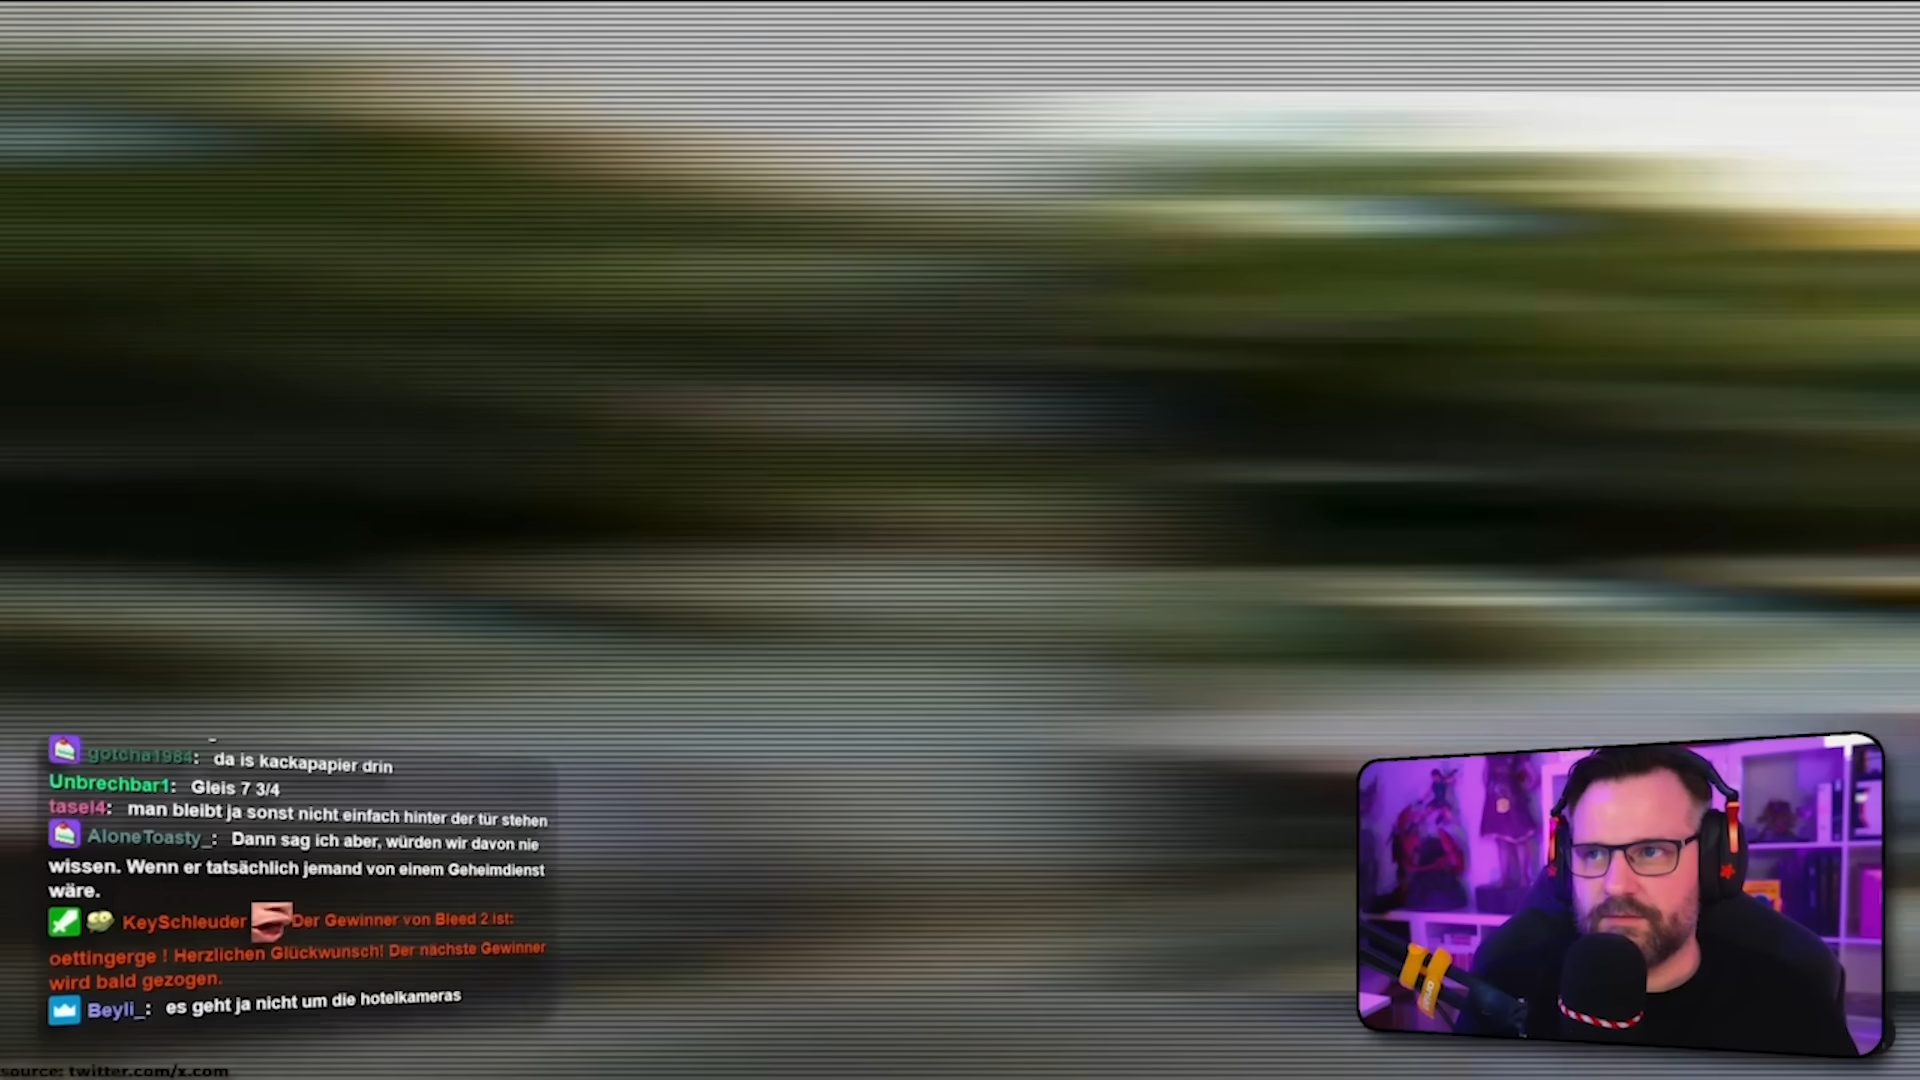 gotcha1984: da is kackapapier drin
Unbrechbar1: Gleis 7 3/4
tasel4: man bleibt ja sonst nicht einfach hinter der tür stehen
AloneToasty_: Dann sag ich aber, würden wir davon nie
wissen. Wenn er tatsächlich jemand von einem Geheimdienst
wäre.
KeySchleuder Der Gewinner von Bleed 2 ist:
oettingerge ! Herzlichen Glückwunsch! Der nächste Gewinner
wird bald gezogen.
Beyli_: es geht ja nicht um die hotelkameras
source: twitter.com/x.com